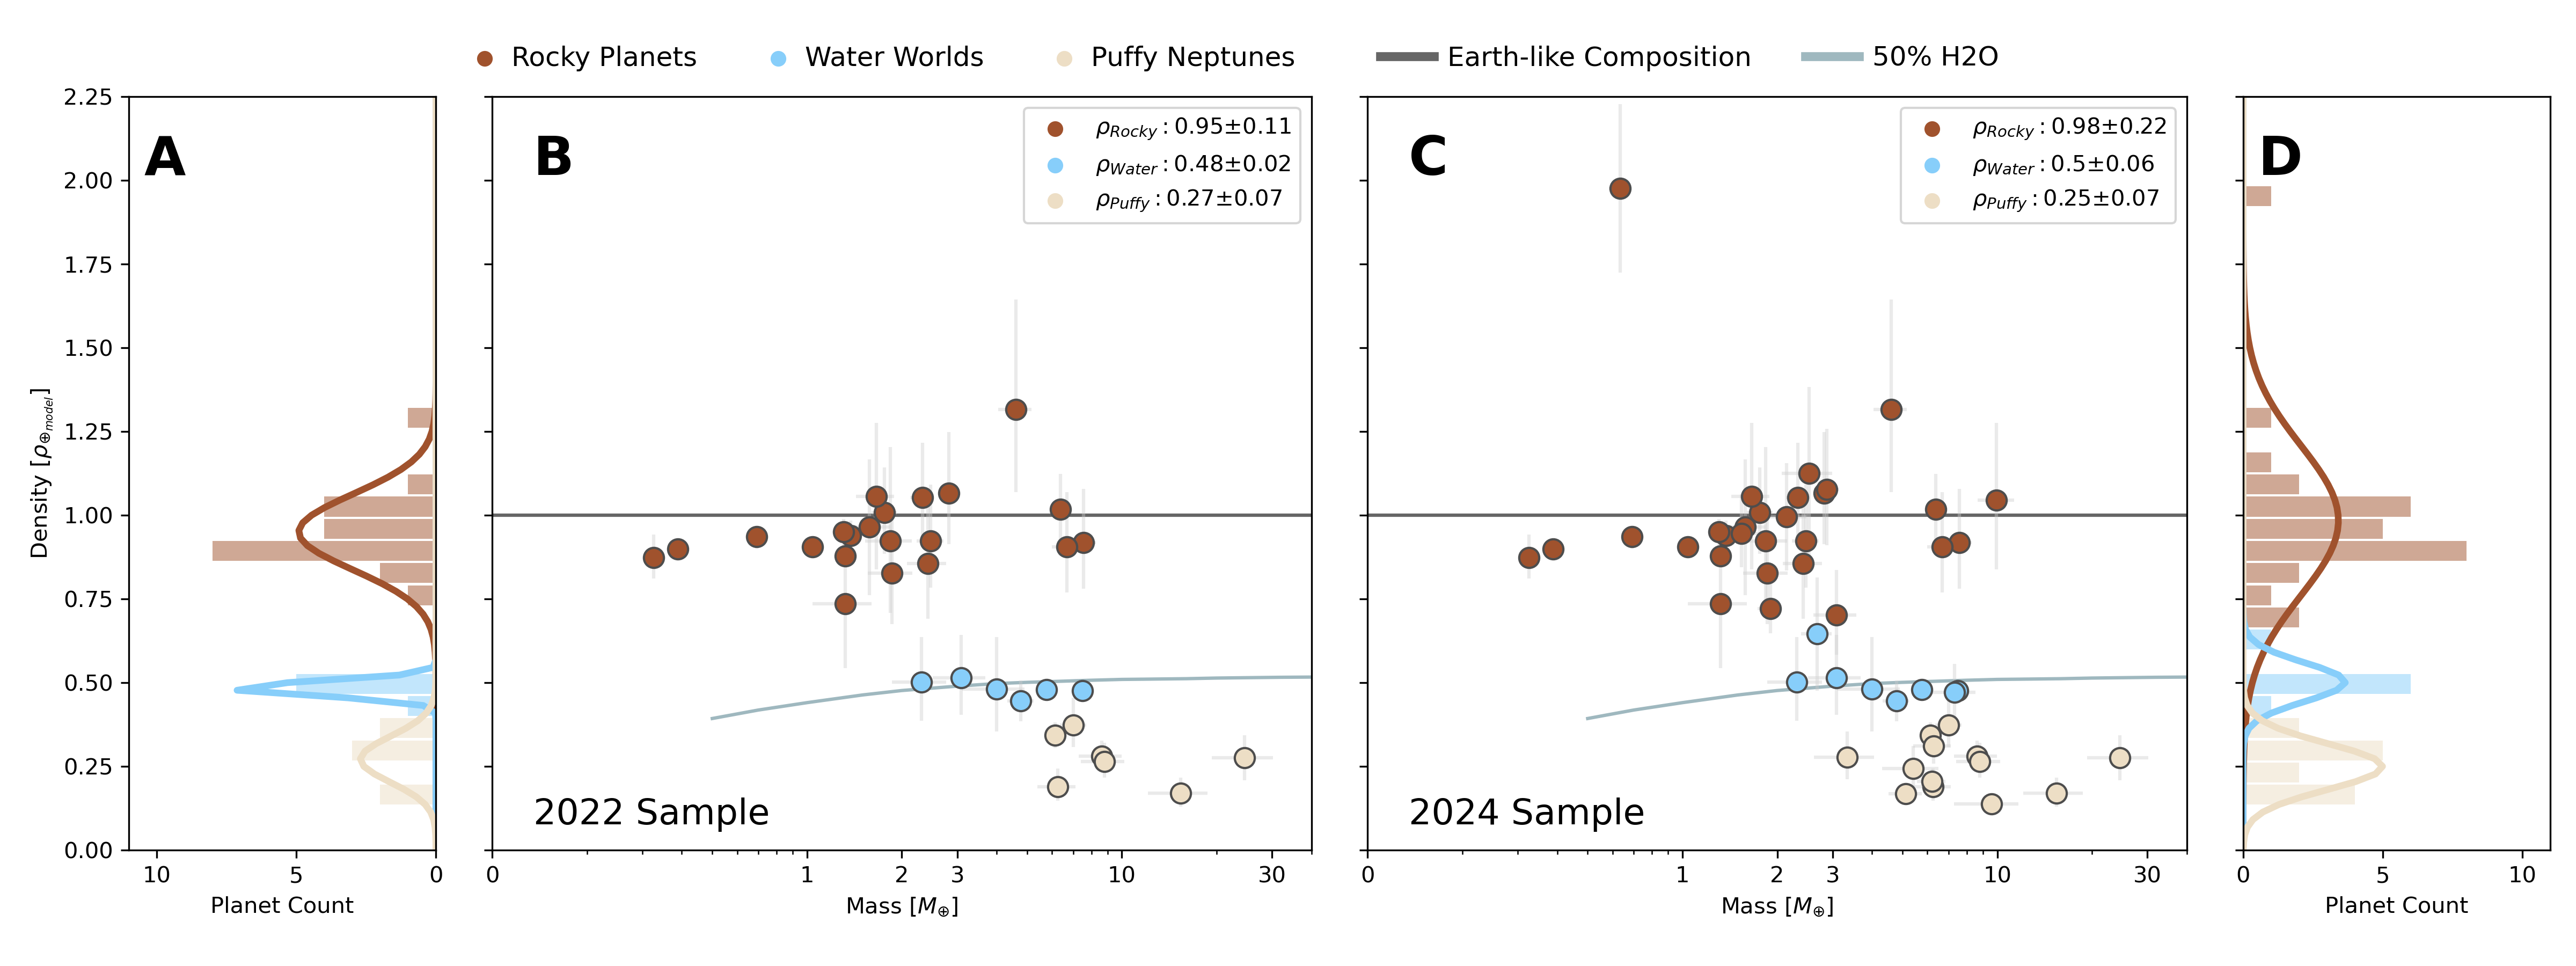 Rocky Planets Water Worlds Puffy Neptunes Earth-like Composition 50% H2O
A
B
C
D
ρRocky : 0.95±0.11
ρWater : 0.48±0.02
ρPuffy : 0.27±0.07
ρRocky : 0.98±0.22
ρWater : 0.5±0.06
ρPuffy : 0.25±0.07
2.25
2.00
1.75
1.50
1.25
1.00
0.75
0.50
0.25
0.00
Density [ρ⊕model]
2022 Sample
2024 Sample
10 5 0
0 1 2 3 10 30
0 1 2 3 10 30
0 5 10
Planet Count
Mass [M⊕]
Mass [M⊕]
Planet Count